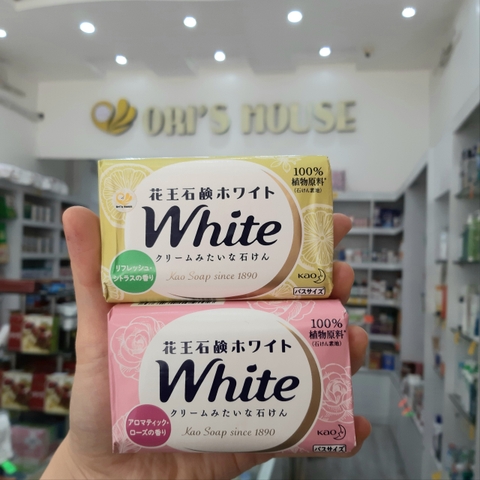 ORI'S HOUSE
花王石鹸ホワイト
White
クリームみたいな石けん
Kao Soap since 1890
100%
植物原料*
(石けん素地)
リフレッシュ・
シトラスの香り
Kao
バスサイズ
花王石鹸ホワイト
White
クリームみたいな石けん
Kao Soap since 1890
100%
植物原料*
(石けん素地)
アロマティック・
ローズの香り
Kao
バスサイズ